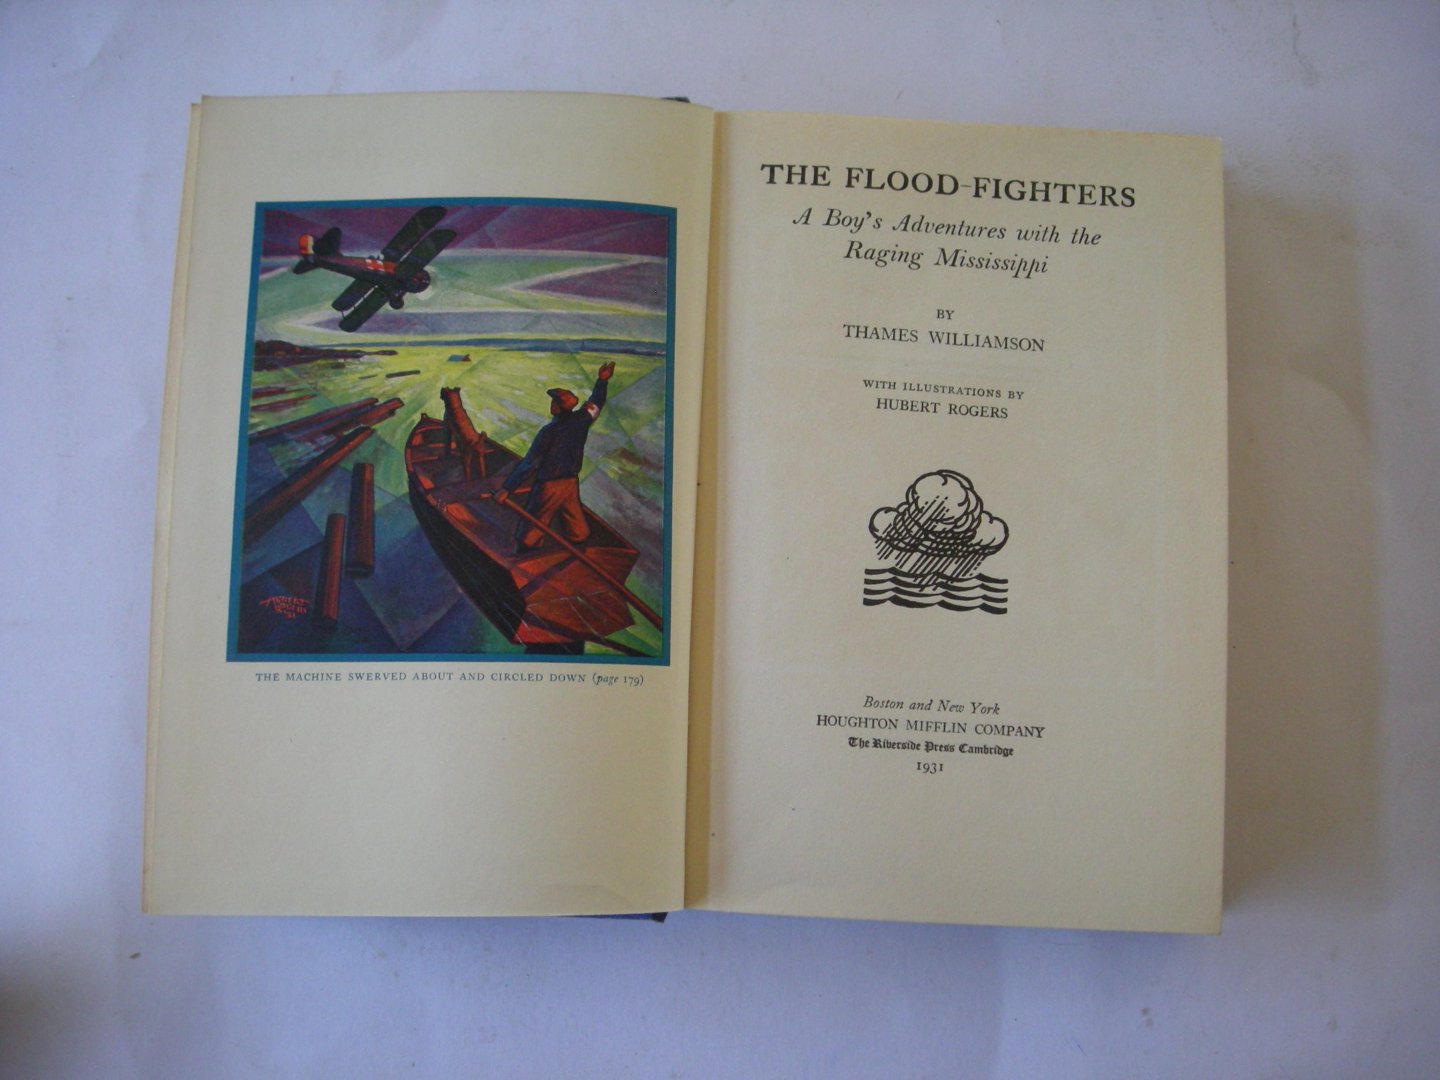 HUBERT
ROGERS
THE MACHINE SWERVED ABOUT AND CIRCLED DOWN (page 179)
THE FLOOD-FIGHTERS
A Boy's Adventures with the
Raging Mississippi
BY
THAMES WILLIAMSON
WITH ILLUSTRATIONS BY
HUBERT ROGERS
Boston and New York
HOUGHTON MIFFLIN COMPANY
The Riverside Press Cambridge
1931